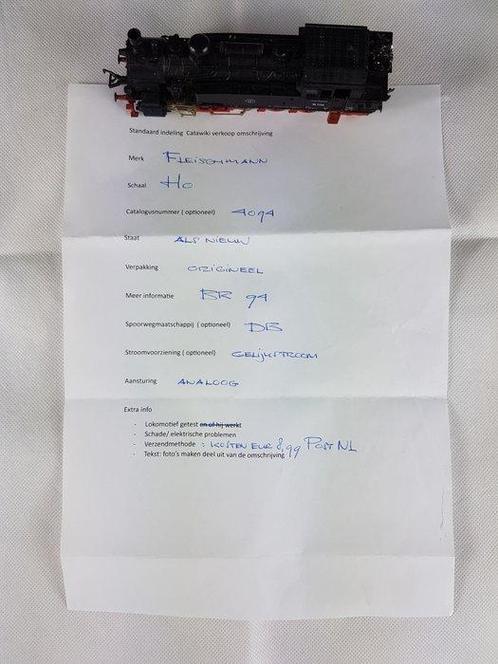 Standaard indeling Catawiki verkoop omschrijving
Merk FLEISCHMANN
Schaal HO
Catalogusnummer ( optioneel) 4094
Staat ALS NIEUW
Verpakking ORIGINEEL
Meer informatie BR 94
Spoorwegmaatschappij ( optioneel) DB
Stroomvoorziening ( optioneel) GELIJKSTROOM
Aansturing ANALOOG
Extra info
- Lokomotief getest en of hij werkt
- Schade/ elektrische problemen
- Verzendmethode : KOSTEN EUR 8,99 POST NL
- Tekst: foto's maken deel uit van de omschrijving